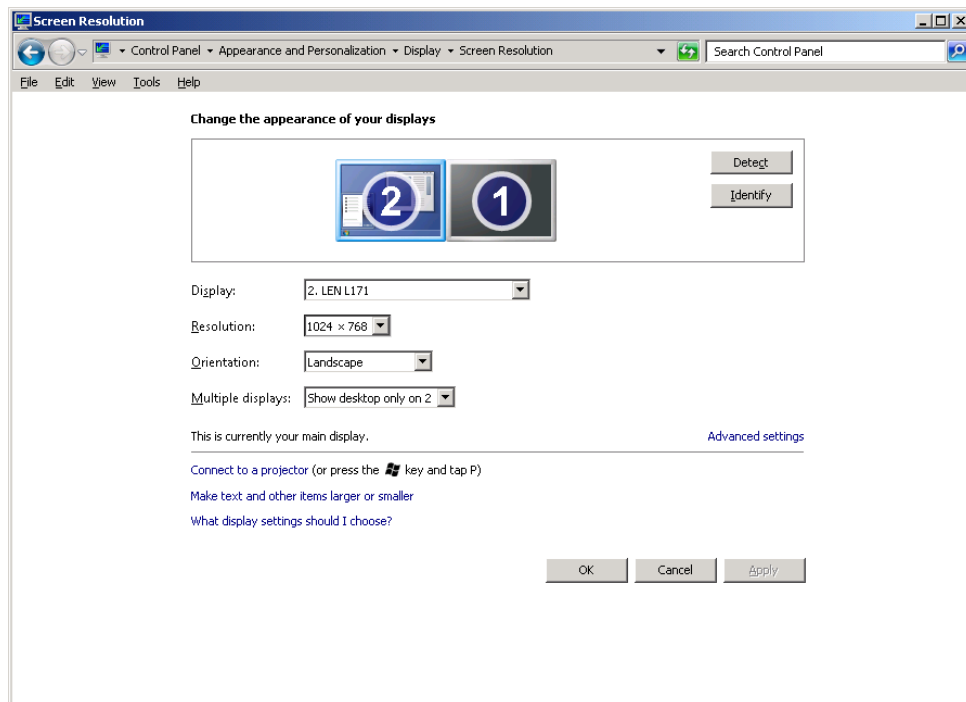 Screen Resolution
Control Panel Appearance and Personalization Display Screen Resolution Search Control Panel
File Edit View Tools Help
Change the appearance of your displays
2 1
Detect
Identify
Display: 2. LEN L171
Resolution: 1024 × 768
Orientation: Landscape
Multiple displays: Show desktop only on 2
This is currently your main display. Advanced settings
Connect to a projector (or press the key and tap P)
Make text and other items larger or smaller
What display settings should I choose?
OK Cancel Apply